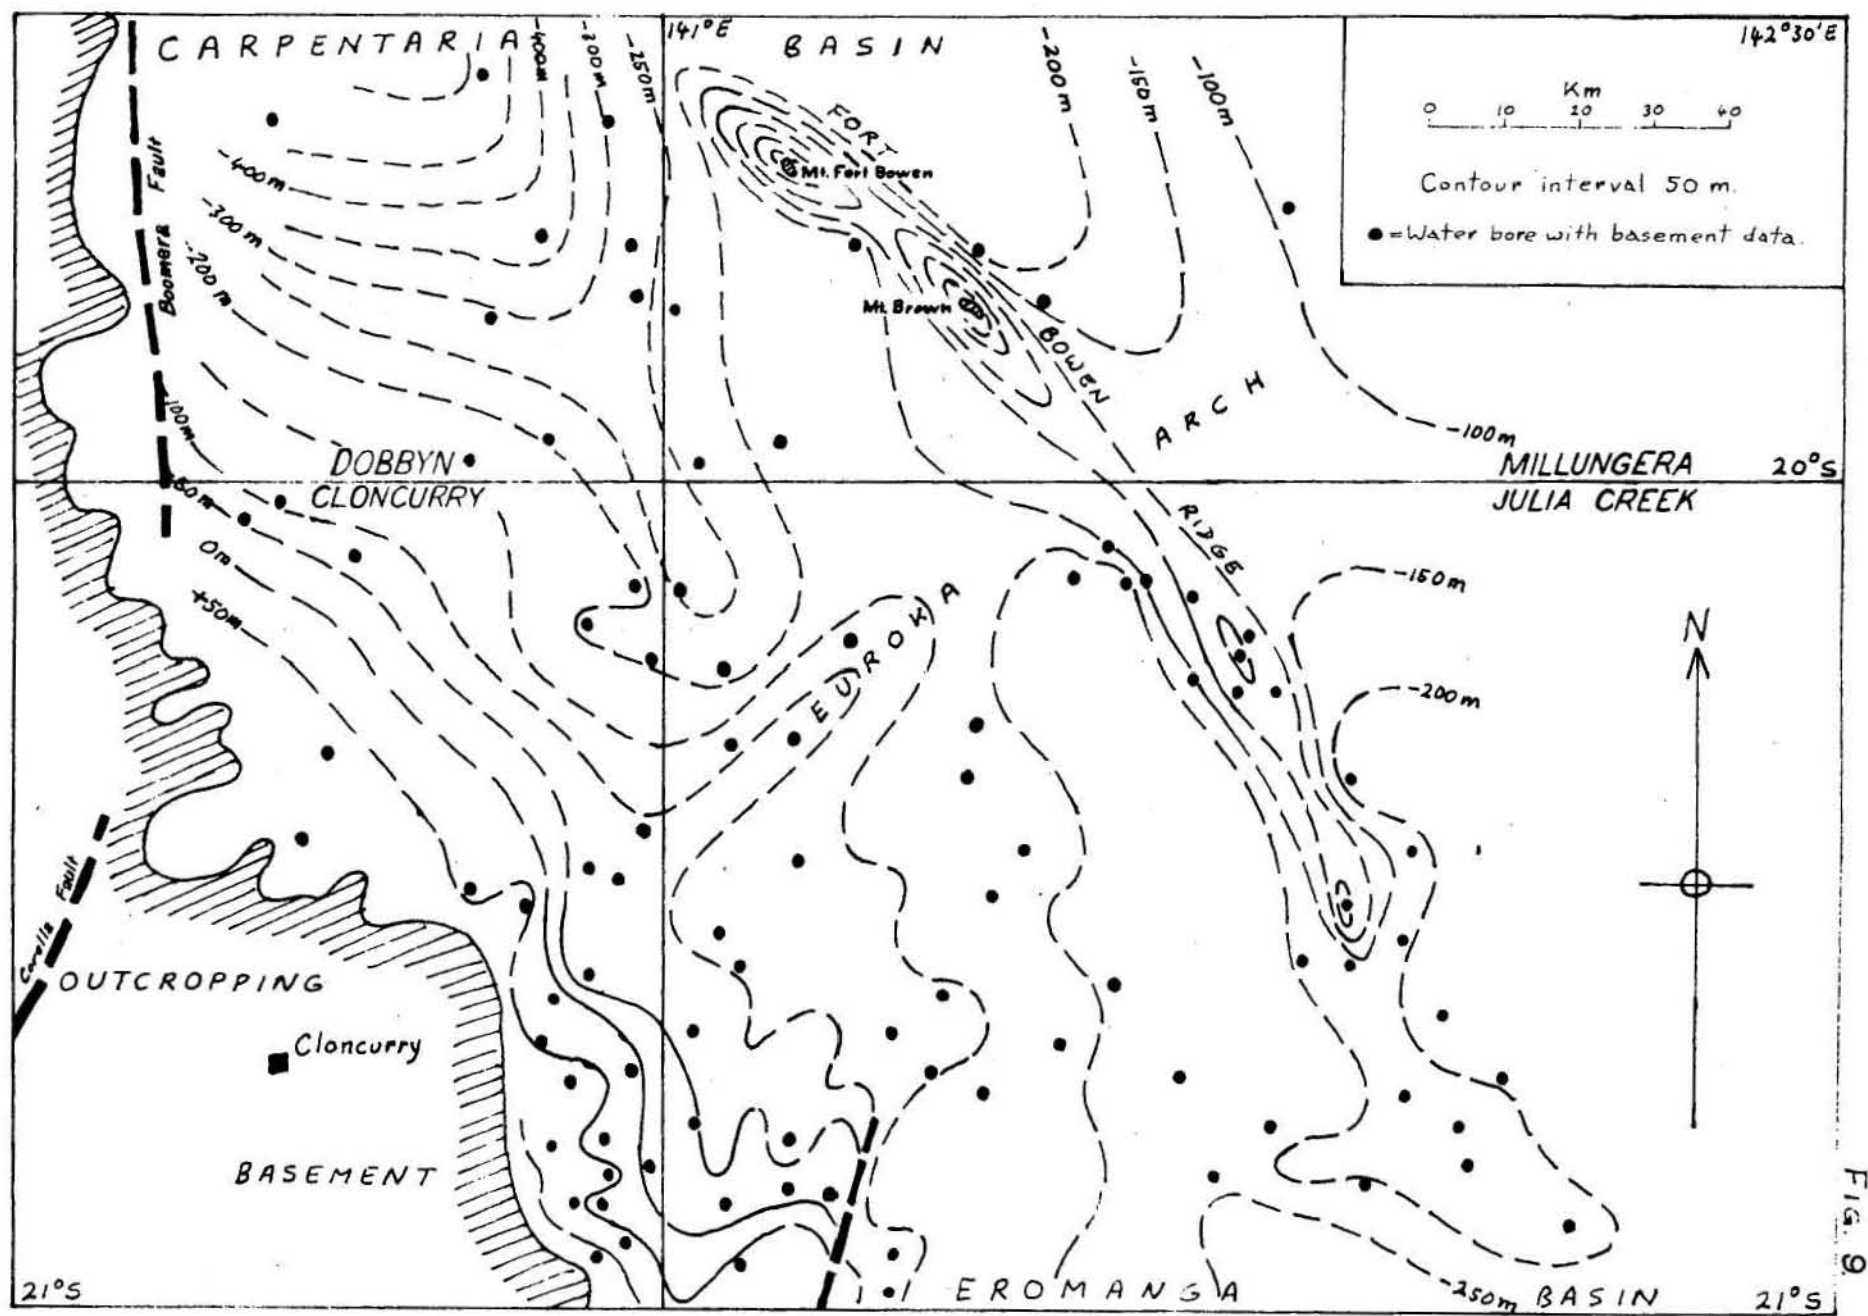 CARPENTARIA
BASIN
141°E
142°30'E
-400m
-300m
-250m
-200m
-150m
-100m
Km
0 10 20 30 40
Contour interval 50 m.
●=Water bore with basement data.
FORT
Mt. Fort Bowen
Boomera Fault
-400m
-300m
-200m
Mt. Brown
BOWEN
ARCH
-100m
-100m
DOBBYN
CLONCURRY
MILLUNGERA
JULIA CREEK
20°S
-50m
0m
+50m
RIDGE
-150m
EUROKA
-200m
N
Corella Fault
OUTCROPPING
Cloncurry
BASEMENT
FIG. 9.
21°S
EROMANGA
-250m
BASIN
21°S